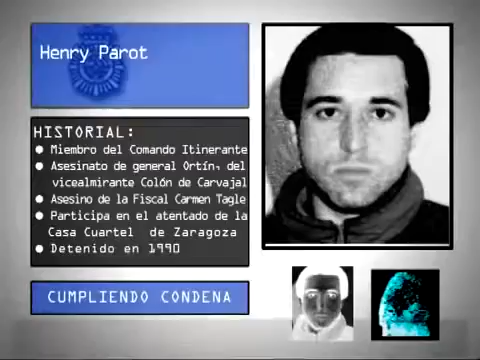 Henry Parot
HISTORIAL:
● Miembro del Comando Itinerante
● Asesinato de general Ortín, del
vicealmirante Colón de Carvajal
● Asesino de la Fiscal Carmen Tagle
● Participa en el atentado de la
Casa Cuartel de Zaragoza
● Detenido en 1990
CUMPLIENDO CONDENA